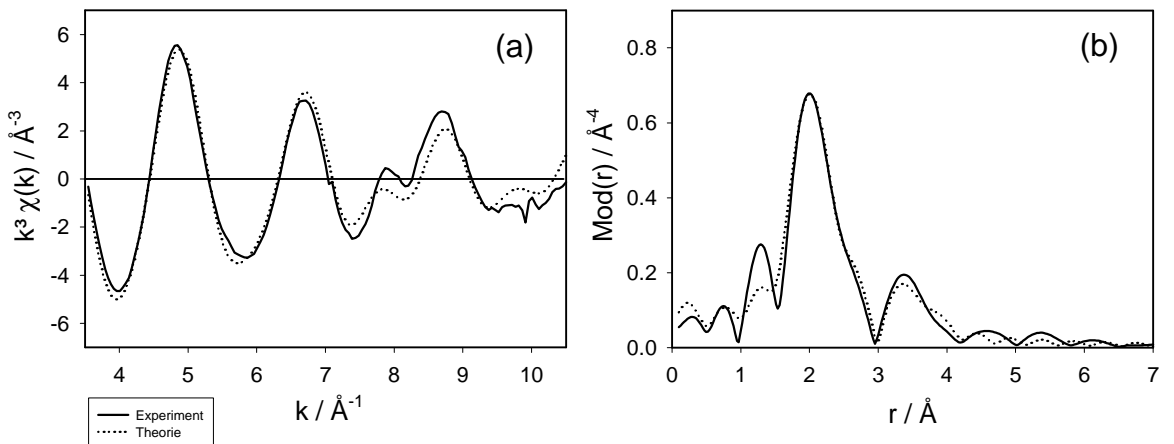 (a)
k³ χ(k) / Å⁻³
6
4
2
0
-2
-4
-6
4 5 6 7 8 9 10
k / Å⁻¹
Experiment
Theorie
(b)
Mod(r) / Å⁻⁴
0.8
0.6
0.4
0.2
0.0
0 1 2 3 4 5 6 7
r / Å